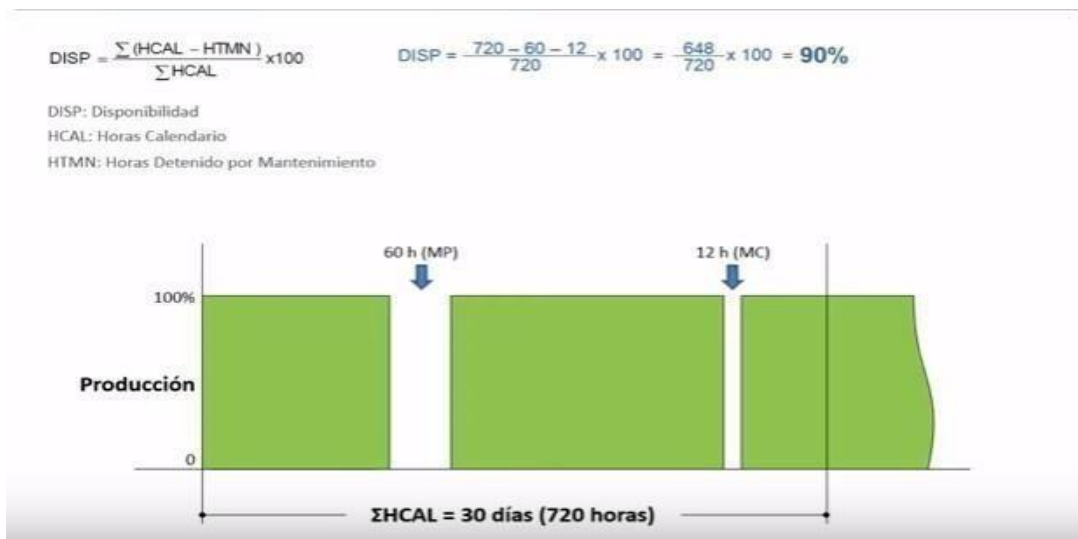 DISP = ∑(HCAL - HTMN ) / ∑HCAL x100
DISP = 720 – 60 – 12 / 720 x 100 = 648 / 720 x 100 = 90%
DISP: Disponibilidad
HCAL: Horas Calendario
HTMN: Horas Detenido por Mantenimiento
60 h (MP)
12 h (MC)
100%
Producción
0
ΣHCAL = 30 días (720 horas)